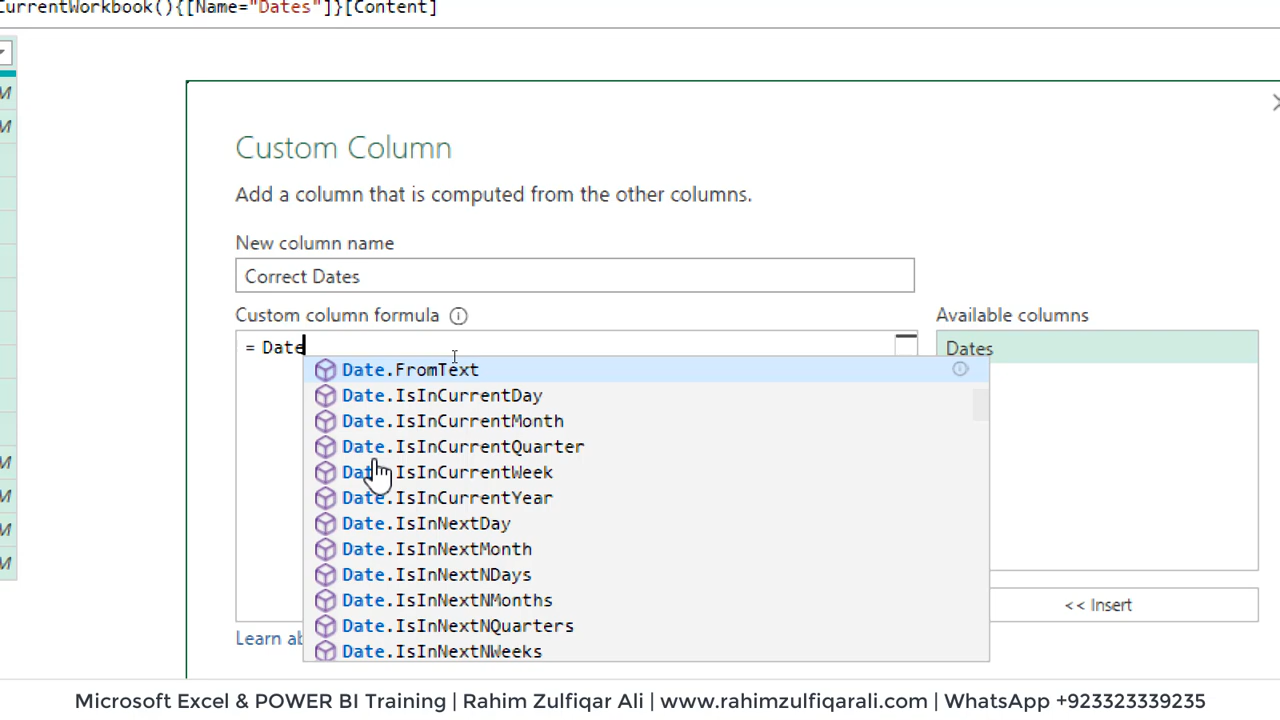 CurrentWorkbook(){[Name="Dates"]}[Content]
M
M
Custom Column
Add a column that is computed from the other columns.
New column name
Correct Dates
Custom column formula
Available columns
= Date
Dates
Date.FromText
Date.IsInCurrentDay
Date.IsInCurrentMonth
Date.IsInCurrentQuarter
Date.IsInCurrentWeek
Date.IsInCurrentYear
Date.IsInNextDay
Date.IsInNextMonth
Date.IsInNextNDays
Date.IsInNextNMonths
Date.IsInNextNQuarters
Date.IsInNextNWeeks
M
M
M
M
<< Insert
Learn ab
Microsoft Excel & POWER BI Training | Rahim Zulfiqar Ali | www.rahimzulfiqarali.com | WhatsApp +923323339235